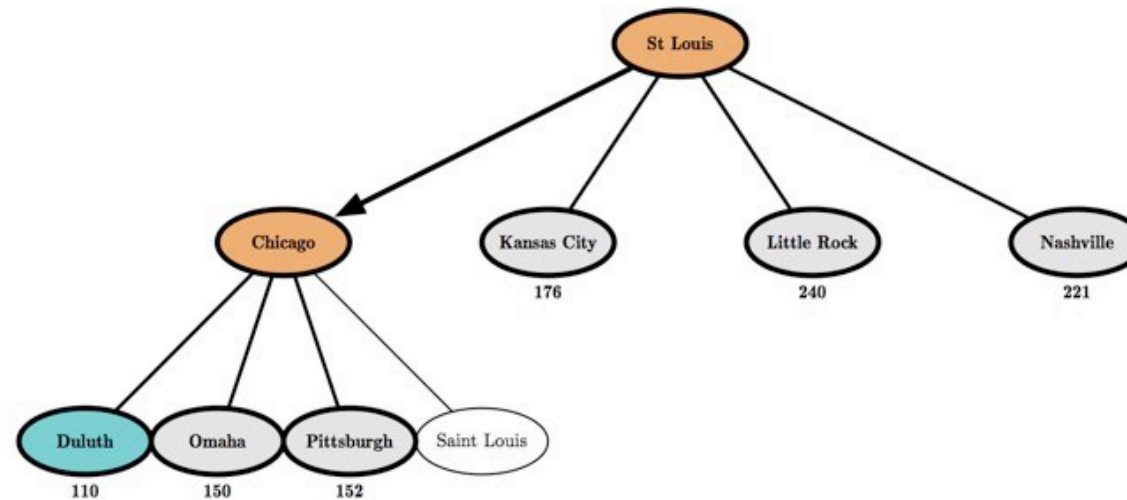 St Louis
Chicago
Kansas City
Little Rock
Nashville
176
240
221
Duluth
Omaha
Pittsburgh
Saint Louis
110
150
152